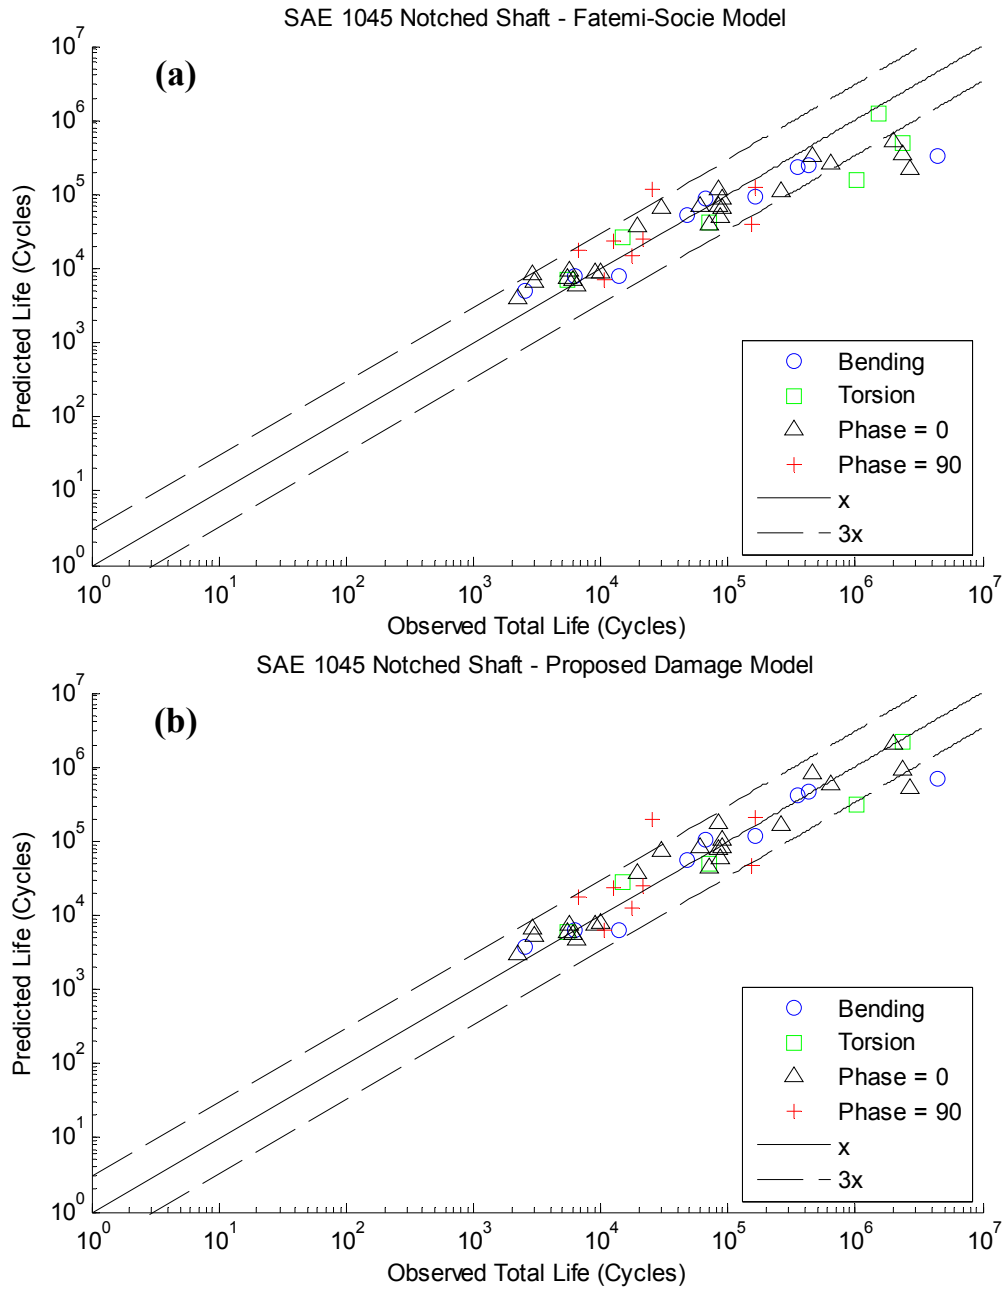 SAE 1045 Notched Shaft - Fatemi-Socie Model
(a)
Predicted Life (Cycles)
10^7
10^6
10^5
10^4
10^3
10^2
10^1
10^0
Bending
Torsion
Phase = 0
Phase = 90
x
3x
10^0 10^1 10^2 10^3 10^4 10^5 10^6 10^7
Observed Total Life (Cycles)
SAE 1045 Notched Shaft - Proposed Damage Model
(b)
Predicted Life (Cycles)
10^7
10^6
10^5
10^4
10^3
10^2
10^1
10^0
Bending
Torsion
Phase = 0
Phase = 90
x
3x
10^0 10^1 10^2 10^3 10^4 10^5 10^6 10^7
Observed Total Life (Cycles)